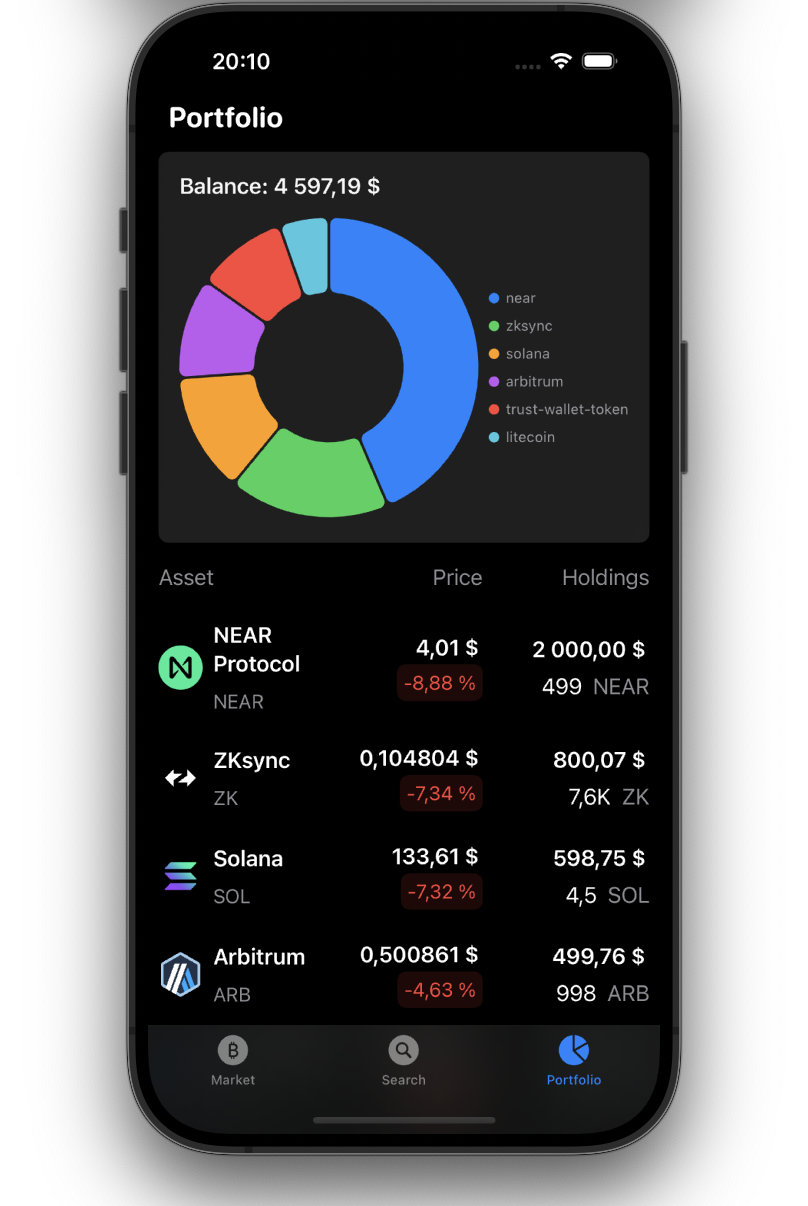 20:10
Portfolio
Balance: 4 597,19 $
near
zksync
solana
arbitrum
trust-wallet-token
litecoin
Asset Price Holdings
NEAR Protocol
NEAR
4,01 $
-8,88 %
2 000,00 $
499 NEAR
ZKsync
ZK
0,104804 $
-7,34 %
800,07 $
7,6K ZK
Solana
SOL
133,61 $
-7,32 %
598,75 $
4,5 SOL
Arbitrum
ARB
0,500861 $
-4,63 %
499,76 $
998 ARB
Market Search Portfolio